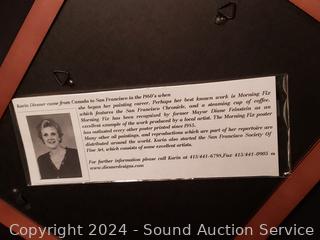 Karin Diesner came from Canada to San Francisco in the 1960's when
she began her painting career. Perhaps her best known work is Morning Fix
which features the San Francisco Chronicle, and a steaming cup of coffee.
Morning Fix has been recognized by former Mayor Diane Feinstein as an
excellent example of the work produced by a local artist. The Morning Fix poster
has outlasted every other poster printed since 1985.
Many other oil paintings, and reproductions which are part of her repertoire are
distributed around the world. Karin also started the San Francisco Society Of
Fine Art, which consists of some excellent artists.
For further information please call Karin at 415/441-6799, Fax 415/441-0905 or
www.diesnerdesigns.com
Copyright 2024 - Sound Auction Service